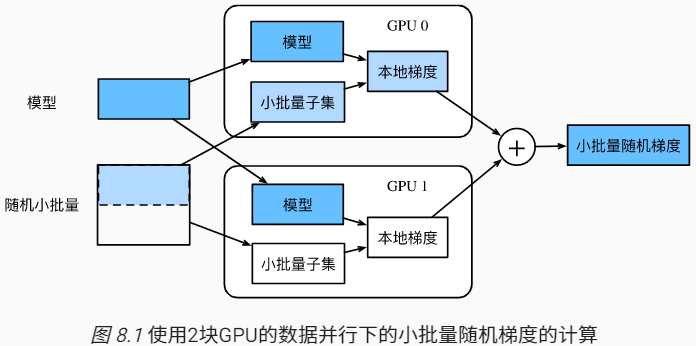 GPU 0
模型
本地梯度
小批量子集
模型
小批量随机梯度
随机小批量
GPU 1
模型
本地梯度
小批量子集
图 8.1 使用2块GPU的数据并行下的小批量随机梯度的计算